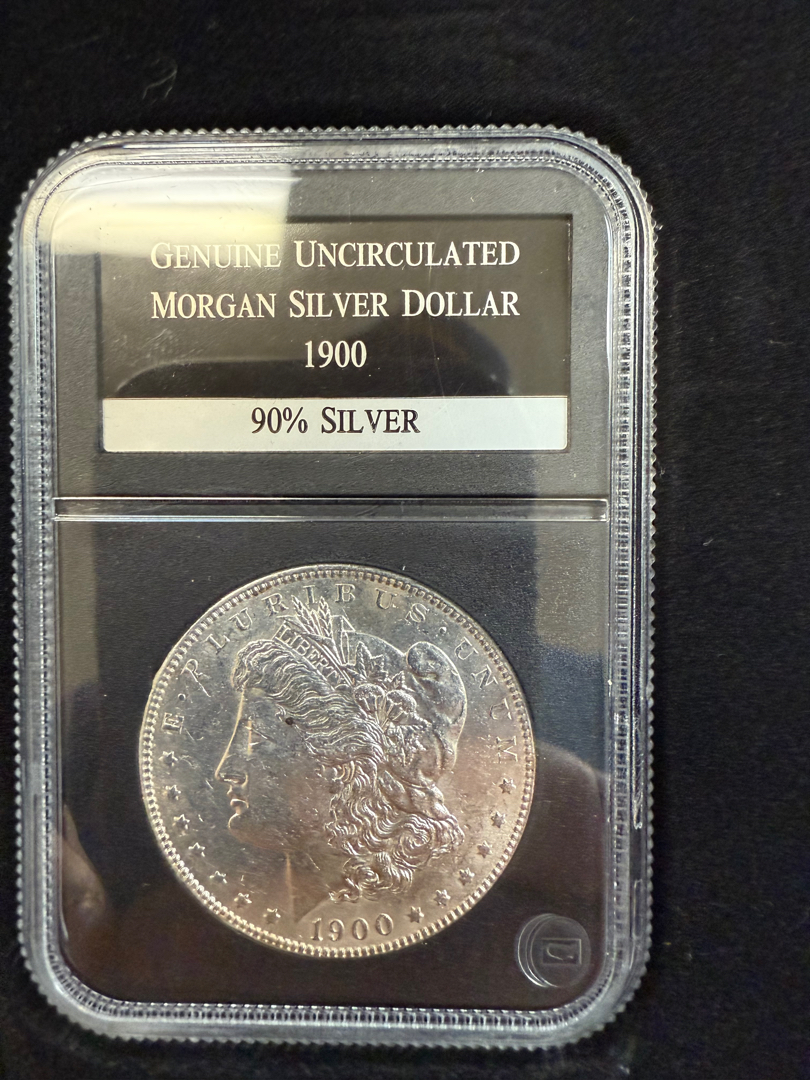 GENUINE UNCIRCULATED
MORGAN SILVER DOLLAR
1900
90% SILVER
E · PLURIBUS · UNUM
LIBERTY
1900